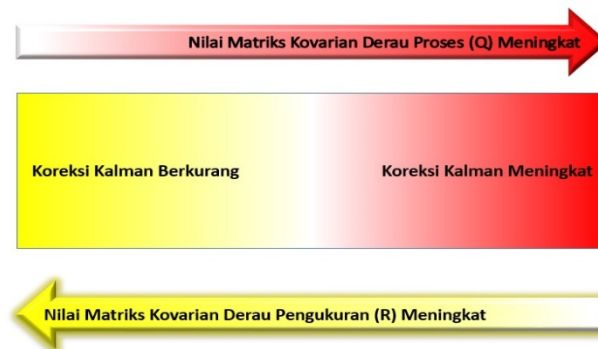 Nilai Matriks Kovarian Derau Proses (Q) Meningkat
Koreksi Kalman Berkurang
Koreksi Kalman Meningkat
Nilai Matriks Kovarian Derau Pengukuran (R) Meningkat